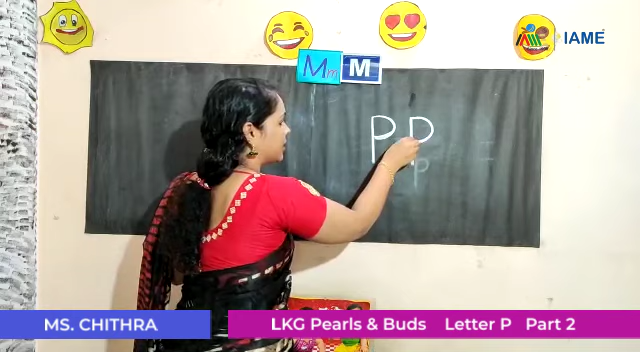 IAME
Mm M
P P
p
MS. CHITHRA
LKG Pearls & Buds Letter P Part 2